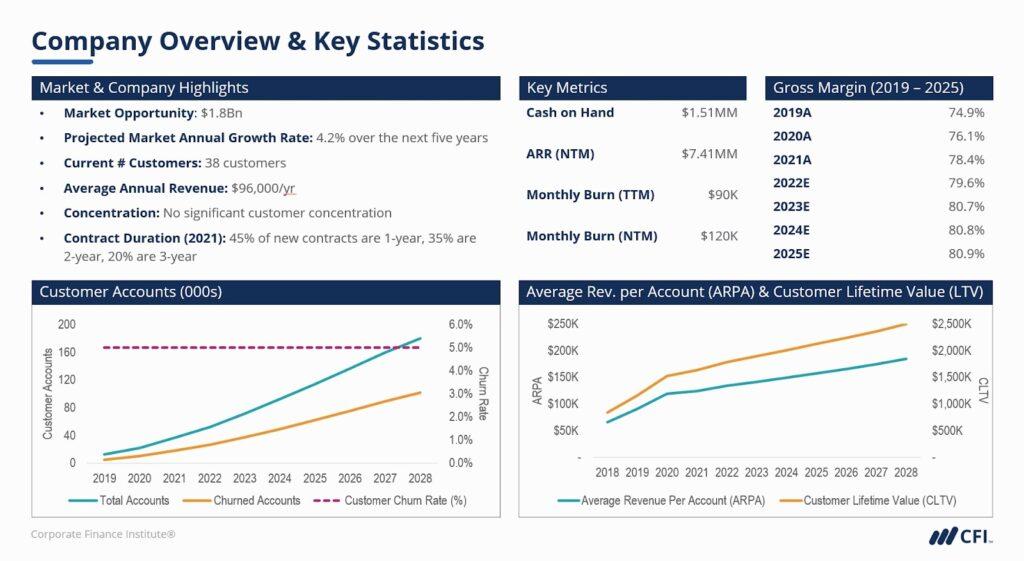 Company Overview & Key Statistics
Market & Company Highlights
• Market Opportunity: $1.8Bn
• Projected Market Annual Growth Rate: 4.2% over the next five years
• Current # Customers: 38 customers
• Average Annual Revenue: $96,000/yr
• Concentration: No significant customer concentration
• Contract Duration (2021): 45% of new contracts are 1-year, 35% are
2-year, 20% are 3-year
Key Metrics
Cash on Hand $1.51MM
ARR (NTM) $7.41MM
Monthly Burn (TTM) $90K
Monthly Burn (NTM) $120K
Gross Margin (2019 – 2025)
2019A 74.9%
2020A 76.1%
2021A 78.4%
2022E 79.6%
2023E 80.7%
2024E 80.8%
2025E 80.9%
Customer Accounts (000s)
Customer Accounts
200
160
120
80
40
0
6.0%
5.0%
4.0%
3.0%
2.0%
1.0%
0.0%
Churn Rate
2019 2020 2021 2022 2023 2024 2025 2026 2027 2028
Total Accounts Churned Accounts Customer Churn Rate (%)
Average Rev. per Account (ARPA) & Customer Lifetime Value (LTV)
ARPA
$250K
$200K
$150K
$100K
$50K
-
$2,500K
$2,000K
$1,500K
$1,000K
$500K
-
CLTV
2018 2019 2020 2021 2022 2023 2024 2025 2026 2027 2028
Average Revenue Per Account (ARPA) Customer Lifetime Value (CLTV)
Corporate Finance Institute®
CFI™